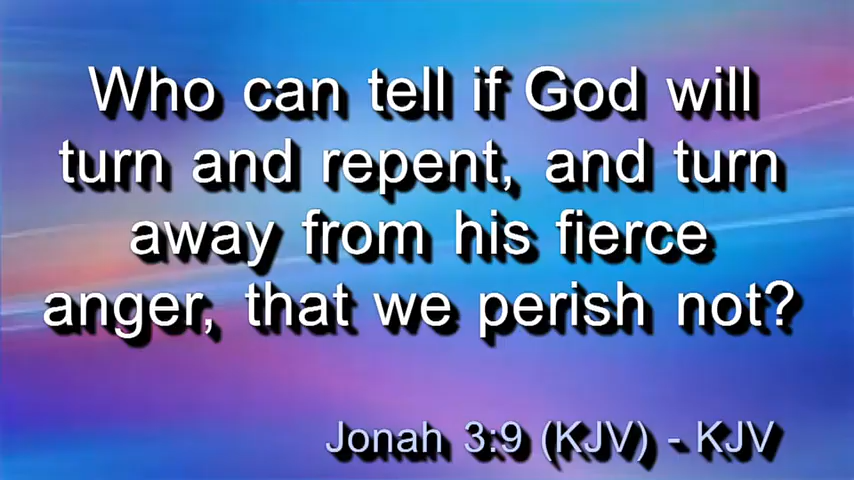 Who can tell if God will
turn and repent, and turn
away from his fierce
anger, that we perish not?
Jonah 3:9 (KJV) - KJV